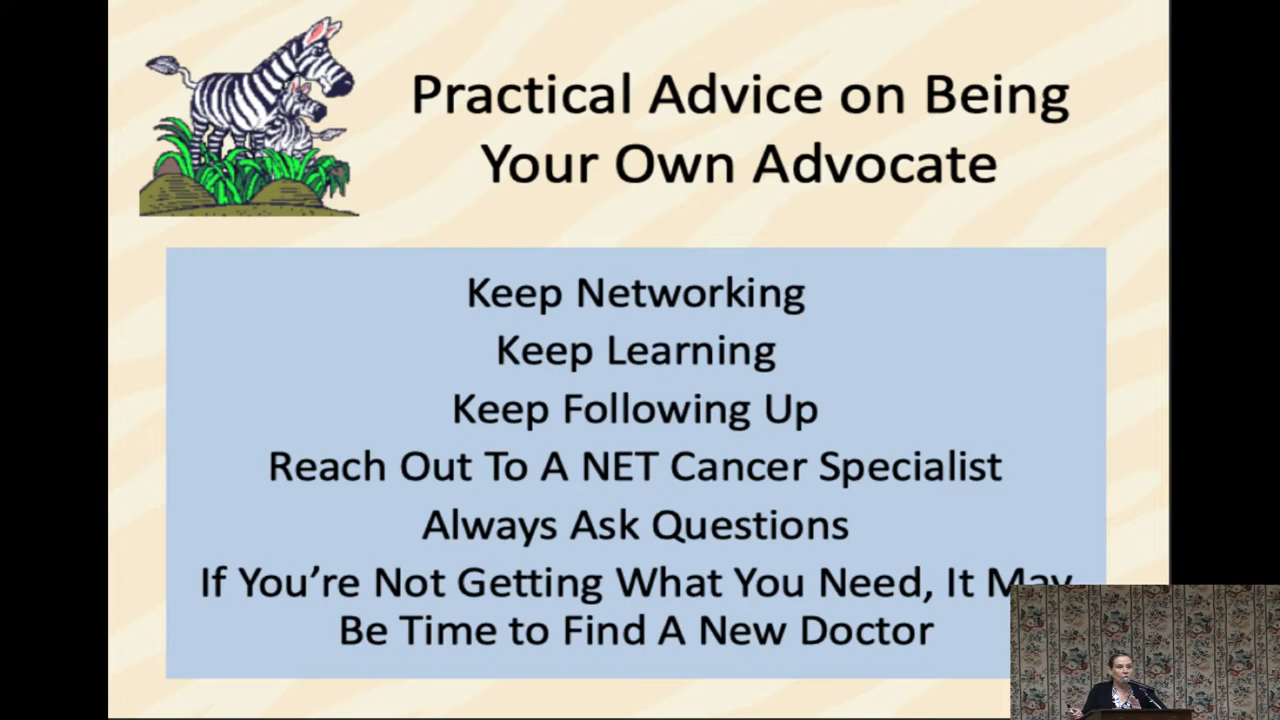 Practical Advice on Being
Your Own Advocate
Keep Networking
Keep Learning
Keep Following Up
Reach Out To A NET Cancer Specialist
Always Ask Questions
If You're Not Getting What You Need, It May
Be Time to Find A New Doctor